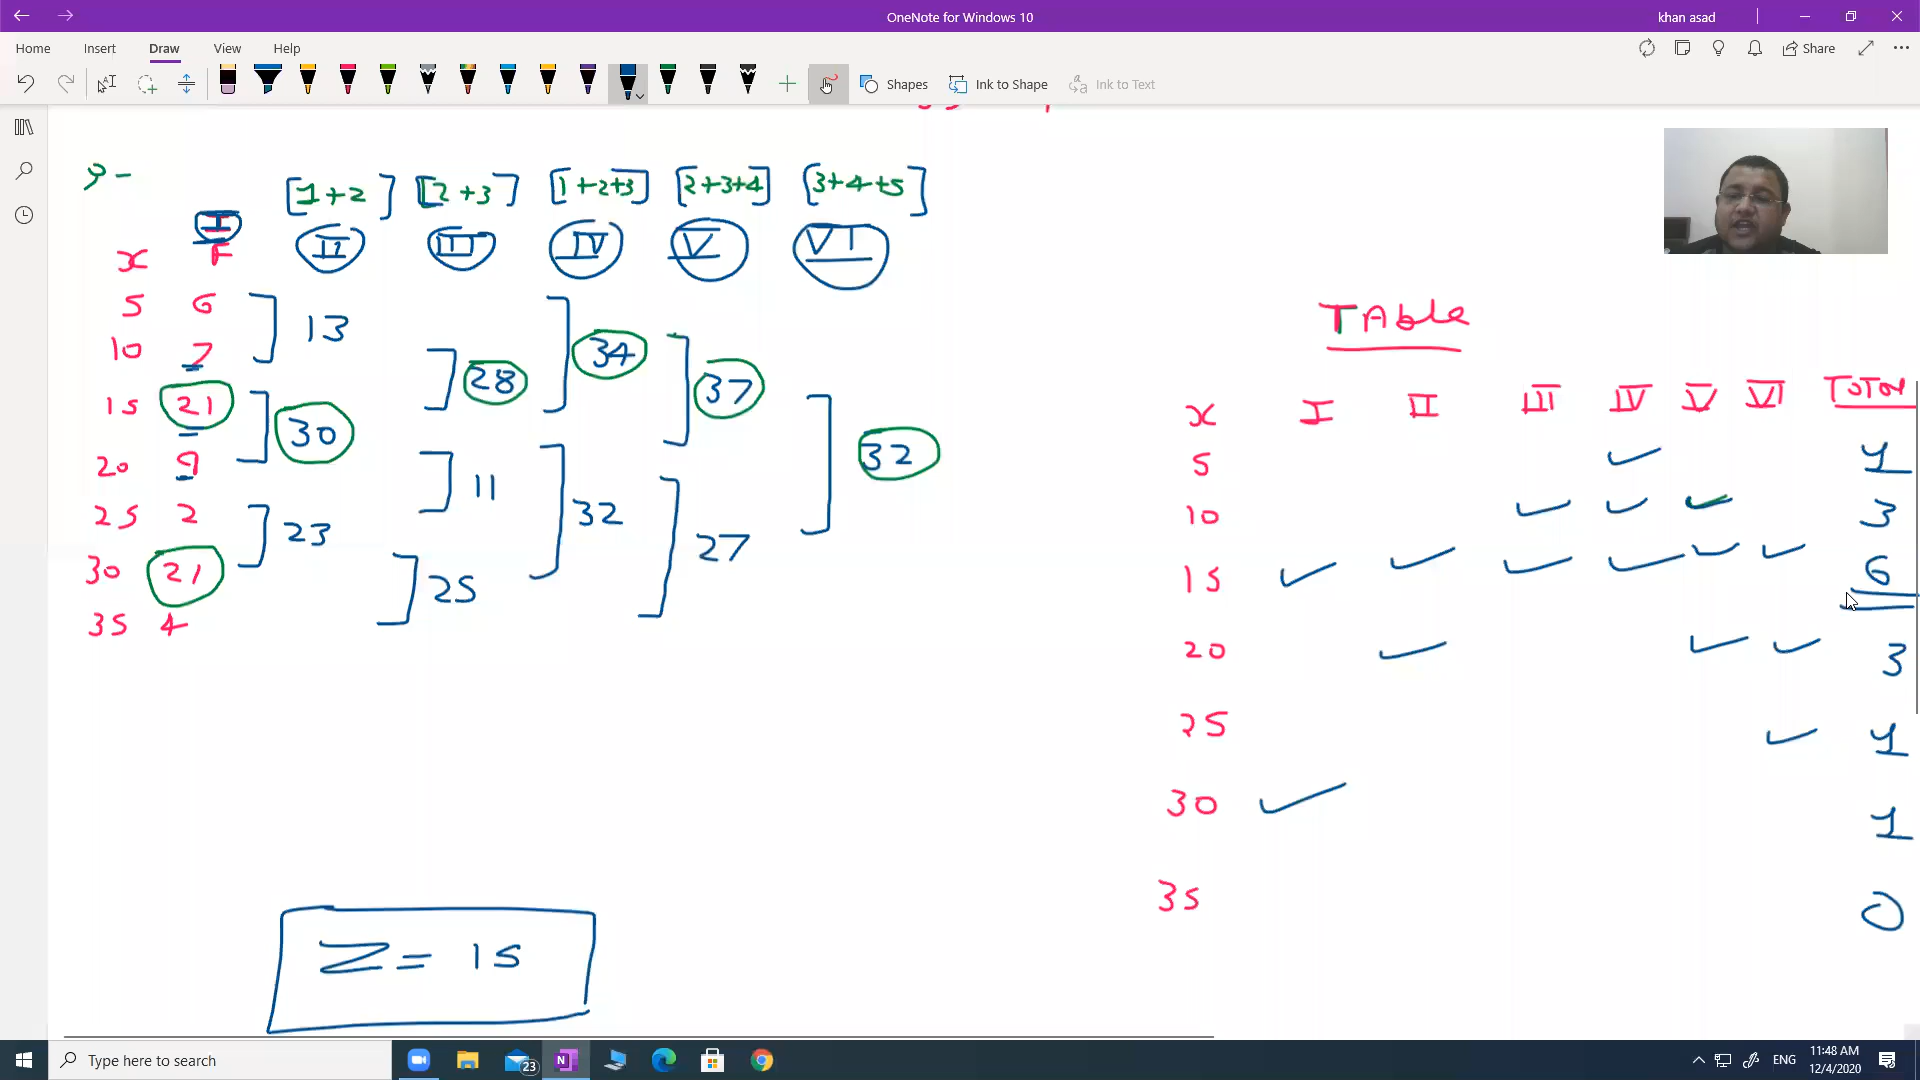 OneNote for Windows 10
khan asad
Home Insert Draw View Help
Share
Shapes Ink to Shape Ink to Text
[1+2] [2+3] [1+2+3] [2+3+4] [3+4+5]
I II III IV V VI
x F
5 6
13
10 7
28 34 37
15 21
30
20 9
32
11
25 2
23 32 27
30 21
25
35 4
Z = 15
TABle
x I II III IV V VI TOTAL
5 ✓ 1
10 ✓ ✓ ✓ 3
15 ✓ ✓ ✓ ✓ ✓ ✓ 6
20 ✓ ✓ ✓ 3
25 ✓ 1
30 ✓ 1
35 0
Type here to search
23
N
ENG
11:48 AM
12/4/2020